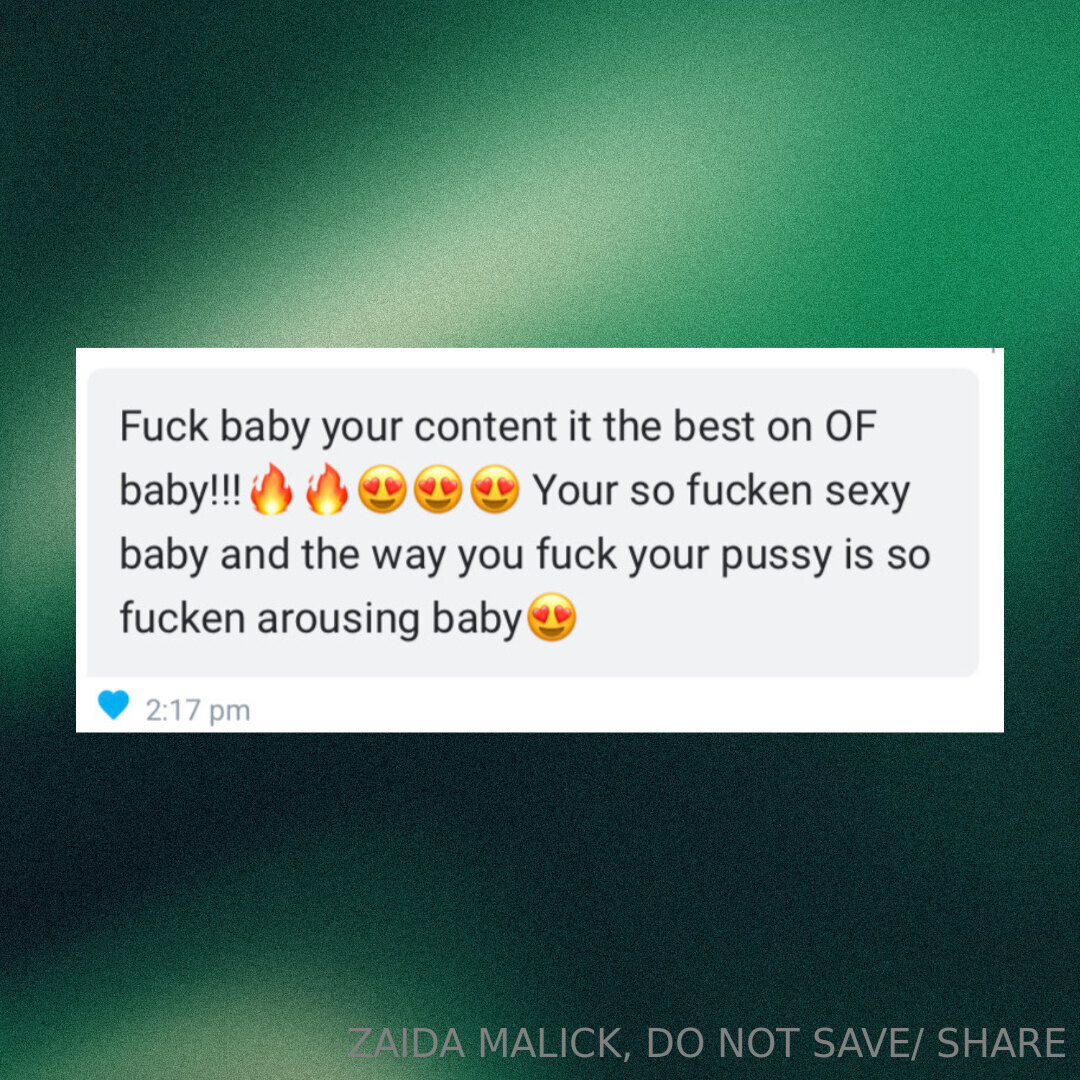 Fuck baby your content it the best on OF
baby!!!🔥🔥😍😍😍 Your so fucken sexy
baby and the way you fuck your pussy is so
fucken arousing baby😍
2:17 pm
ZAIDA MALICK, DO NOT SAVE/ SHARE